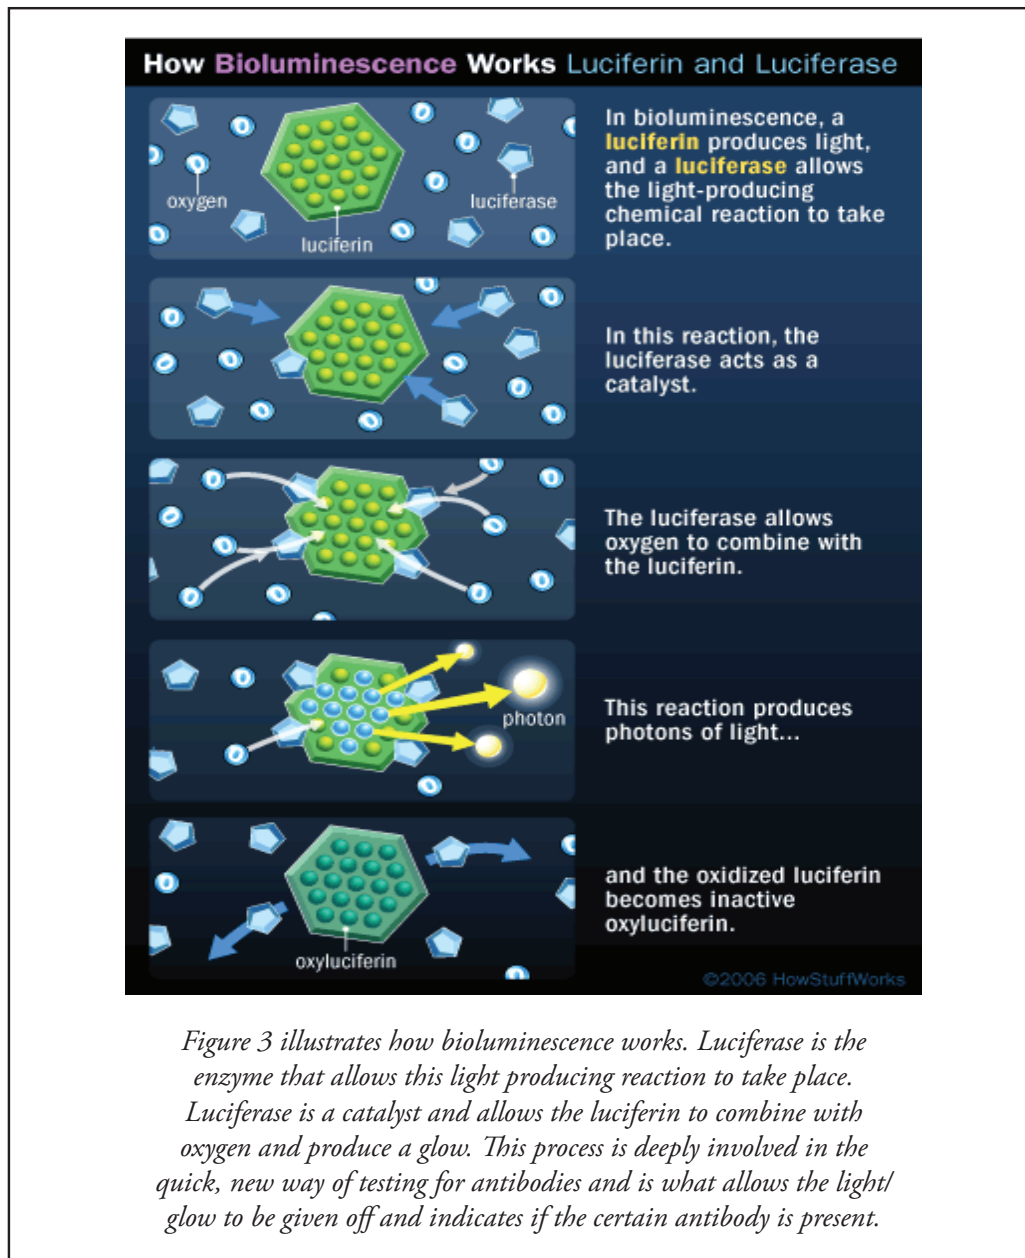 How Bioluminescence Works Luciferin and Luciferase
oxygen
luciferin
luciferase
In bioluminescence, a
luciferin produces light,
and a luciferase allows
the light-producing
chemical reaction to take
place.
In this reaction, the
luciferase acts as a
catalyst.
The luciferase allows
oxygen to combine with
the luciferin.
photon
This reaction produces
photons of light...
oxyluciferin
and the oxidized luciferin
becomes inactive
oxyluciferin.
©2006 HowStuffWorks
Figure 3 illustrates how bioluminescence works. Luciferase is the
enzyme that allows this light producing reaction to take place.
Luciferase is a catalyst and allows the luciferin to combine with
oxygen and produce a glow. This process is deeply involved in the
quick, new way of testing for antibodies and is what allows the light/
glow to be given off and indicates if the certain antibody is present.